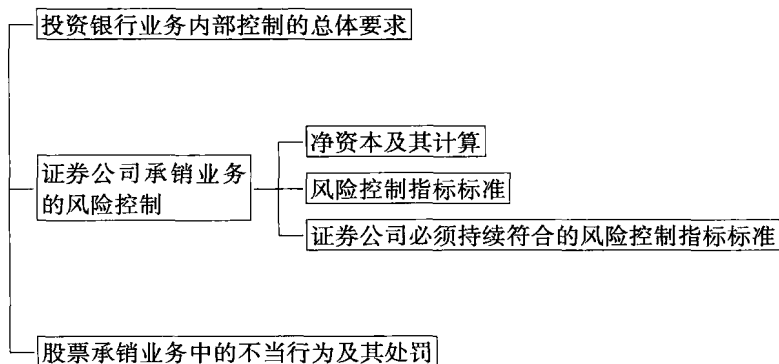 投资银行业务内部控制的总体要求
净资本及其计算
证券公司承销业务
的风险控制
风险控制指标标准
证券公司必须持续符合的风险控制指标标准
股票承销业务中的不当行为及其处罚